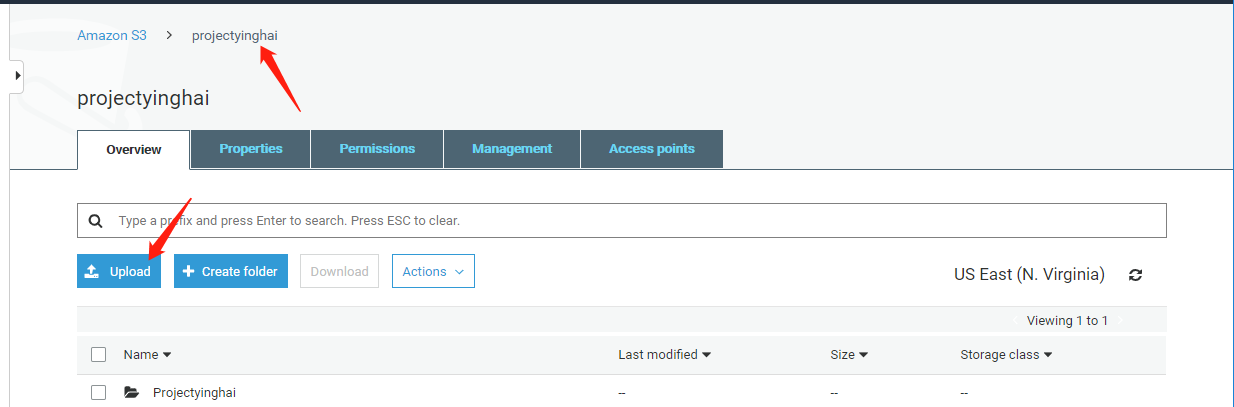 Amazon S3 > projectyinghai
projectyinghai
Overview Properties Permissions Management Access points
Type a prefix and press Enter to search. Press ESC to clear.
Upload + Create folder Download Actions
US East (N. Virginia)
Viewing 1 to 1
Name Last modified Size Storage class
Projectyinghai -- -- --